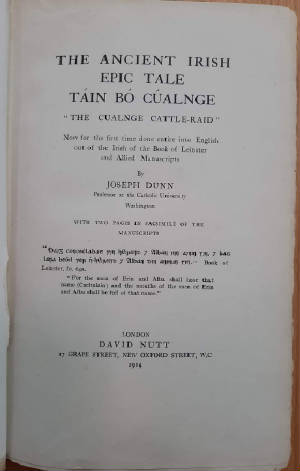 THE ANCIENT IRISH
EPIC TALE
TÁIN BÓ CÚALNGE
"THE CUALNGE CATTLE-RAID"
Now for the first time done entire into English
out of the Irish of the Book of Leinster
and Allied Manuscripts
By
JOSEPH DUNN
Professor at the Catholic University
Washington
WITH TWO PAGES IN FACSIMILE OF THE
MANUSCRIPTS
Book of
Leinster, fo. 64a.
"For the men of Erin and Alba shall hear that
name (Cuchulain) and the mouths of the men of Erin
and Alba shall be full of that name."
LONDON
DAVID NUTT
17 GRAPE STREET, NEW OXFORD STREET, W.C
1914